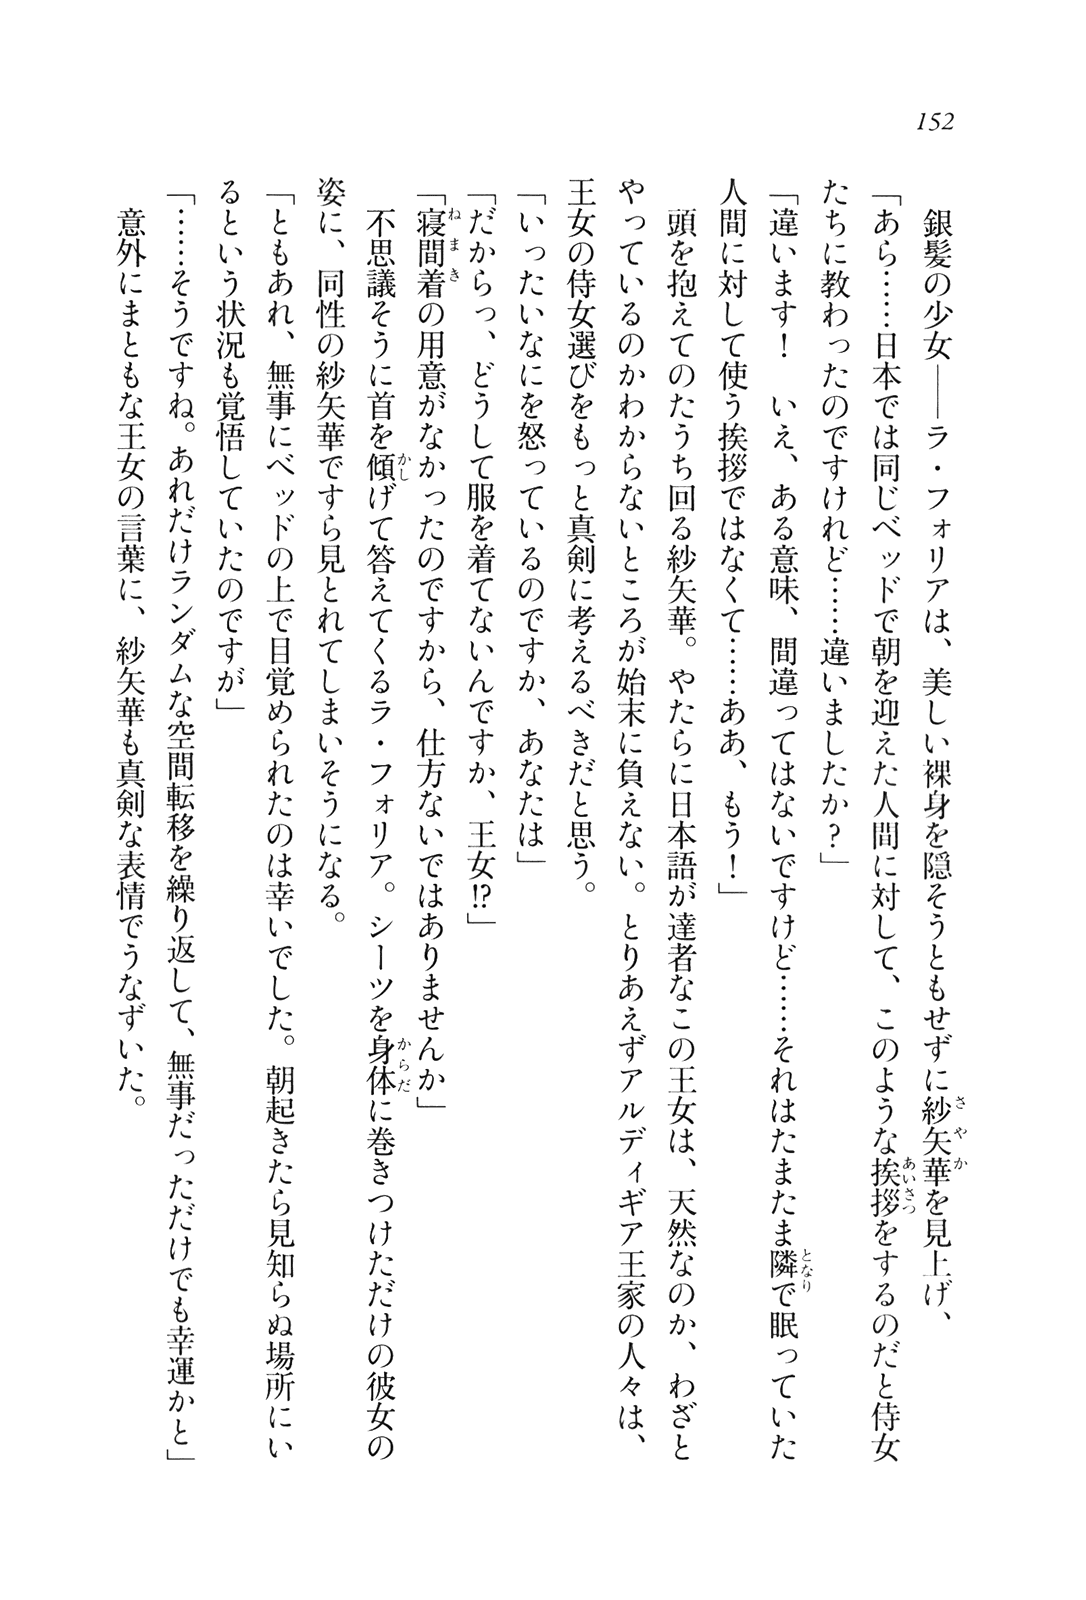 152
銀髪の少女――ラ・フォリアは、美しい裸身を隠そうともせずに紗矢華を見上げ、
「あら……日本では同じベッドで朝を迎えた人間に対して、このような挨拶をするのだと侍女
たちに教わったのですけれど……違いましたか？」
「違います！　いえ、ある意味、間違ってはないですけど……それはたまたま隣で眠っていた
人間に対して使う挨拶ではなくて……ああ、もう！」
頭を抱えてのたうち回る紗矢華。やたらに日本語が達者なこの王女は、天然なのか、わざと
やっているのかわからないところが始末に負えない。とりあえずアルディギア王家の人々は、
王女の侍女選びをもっと真剣に考えるべきだと思う。
「いったいなにを怒っているのですか、あなたは」
「だからっ、どうして服を着てないんですか、王女!?」
「寝間着の用意がなかったのですから、仕方ないではありませんか」
不思議そうに首を傾げて答えてくるラ・フォリア。シーツを身体に巻きつけただけの彼女の
姿に、同性の紗矢華ですら見とれてしまいそうになる。
「ともあれ、無事にベッドの上で目覚められたのは幸いでした。朝起きたら見知らぬ場所にい
るという状況も覚悟していたのですが」
「……そうですね。あれだけランダムな空間転移を繰り返して、無事だっただけでも幸運かと」
意外にまともな王女の言葉に、紗矢華も真剣な表情でうなずいた。